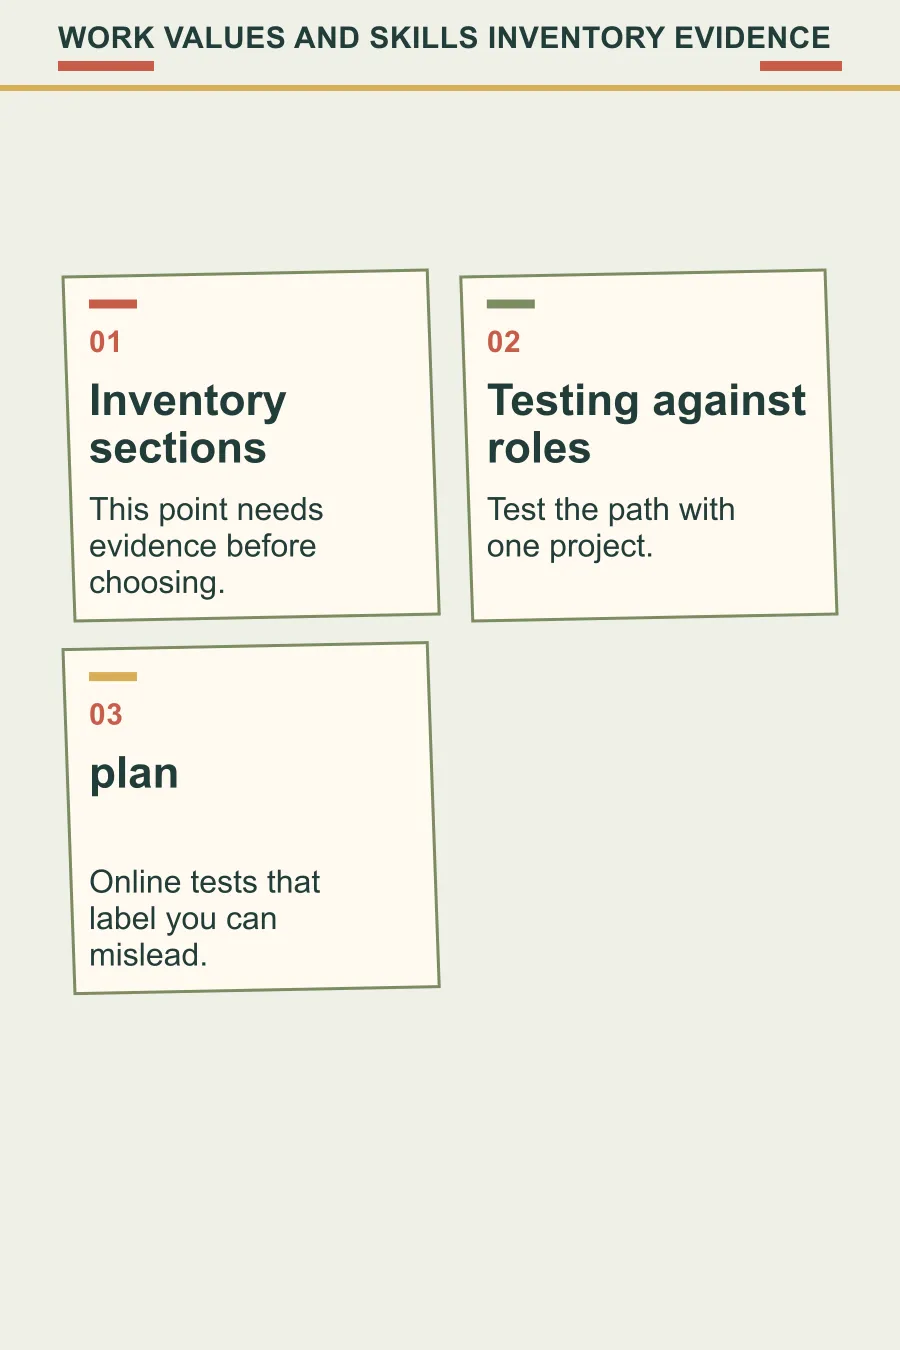 WORK VALUES AND SKILLS INVENTORY EVIDENCE
01
Inventory
sections
This point needs
evidence before
choosing.
02
Testing against
roles
Test the path with
one project.
03
plan
Online tests that
label you can
mislead.